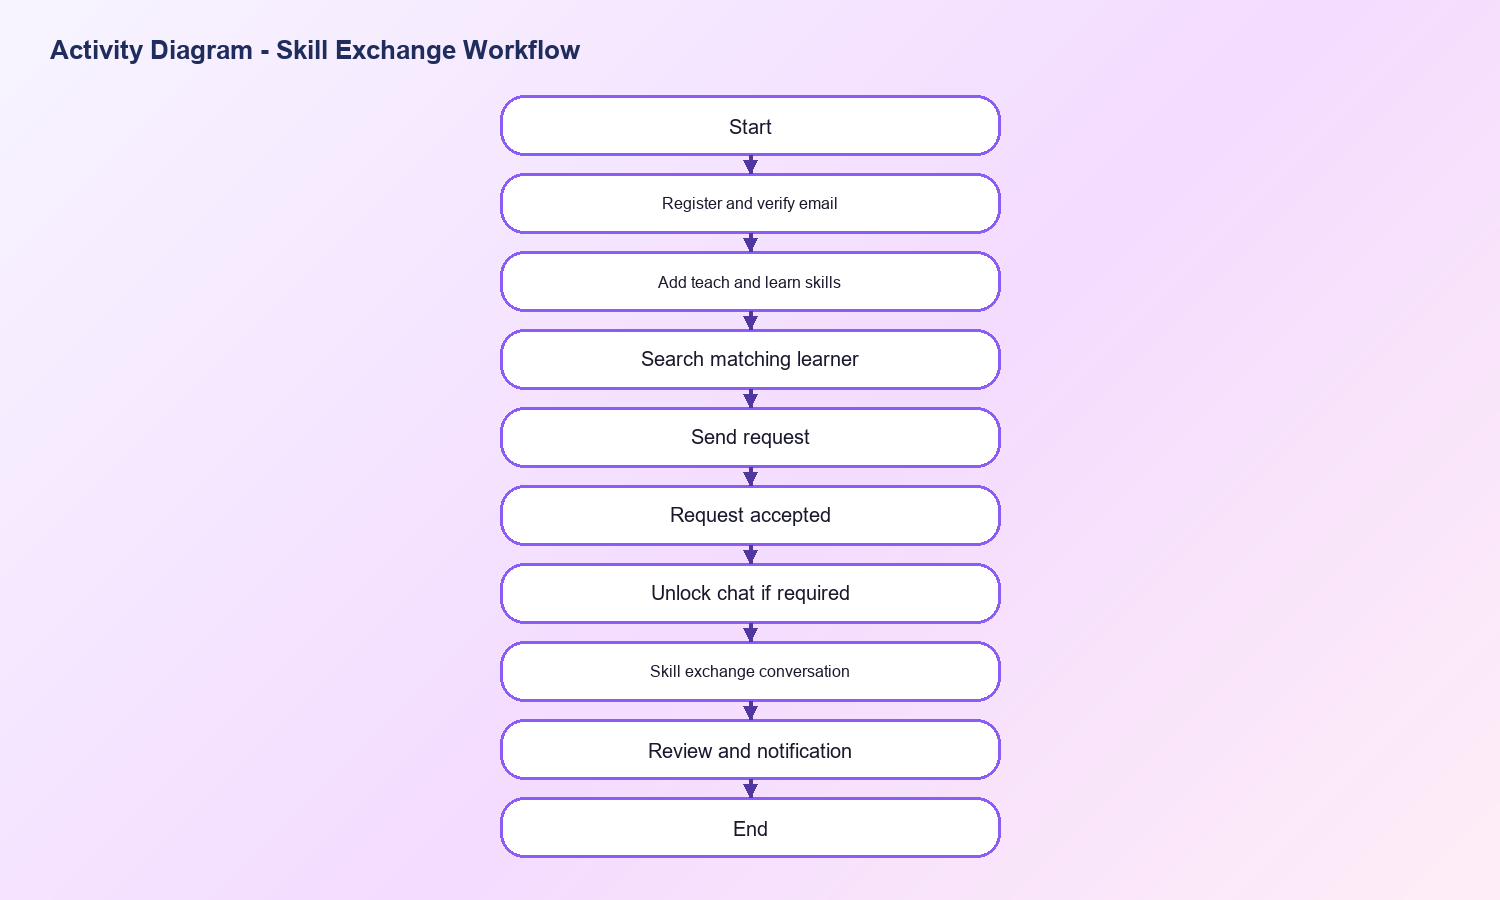 Activity Diagram - Skill Exchange Workflow
Start
Register and verify email
Add teach and learn skills
Search matching learner
Send request
Request accepted
Unlock chat if required
Skill exchange conversation
Review and notification
End